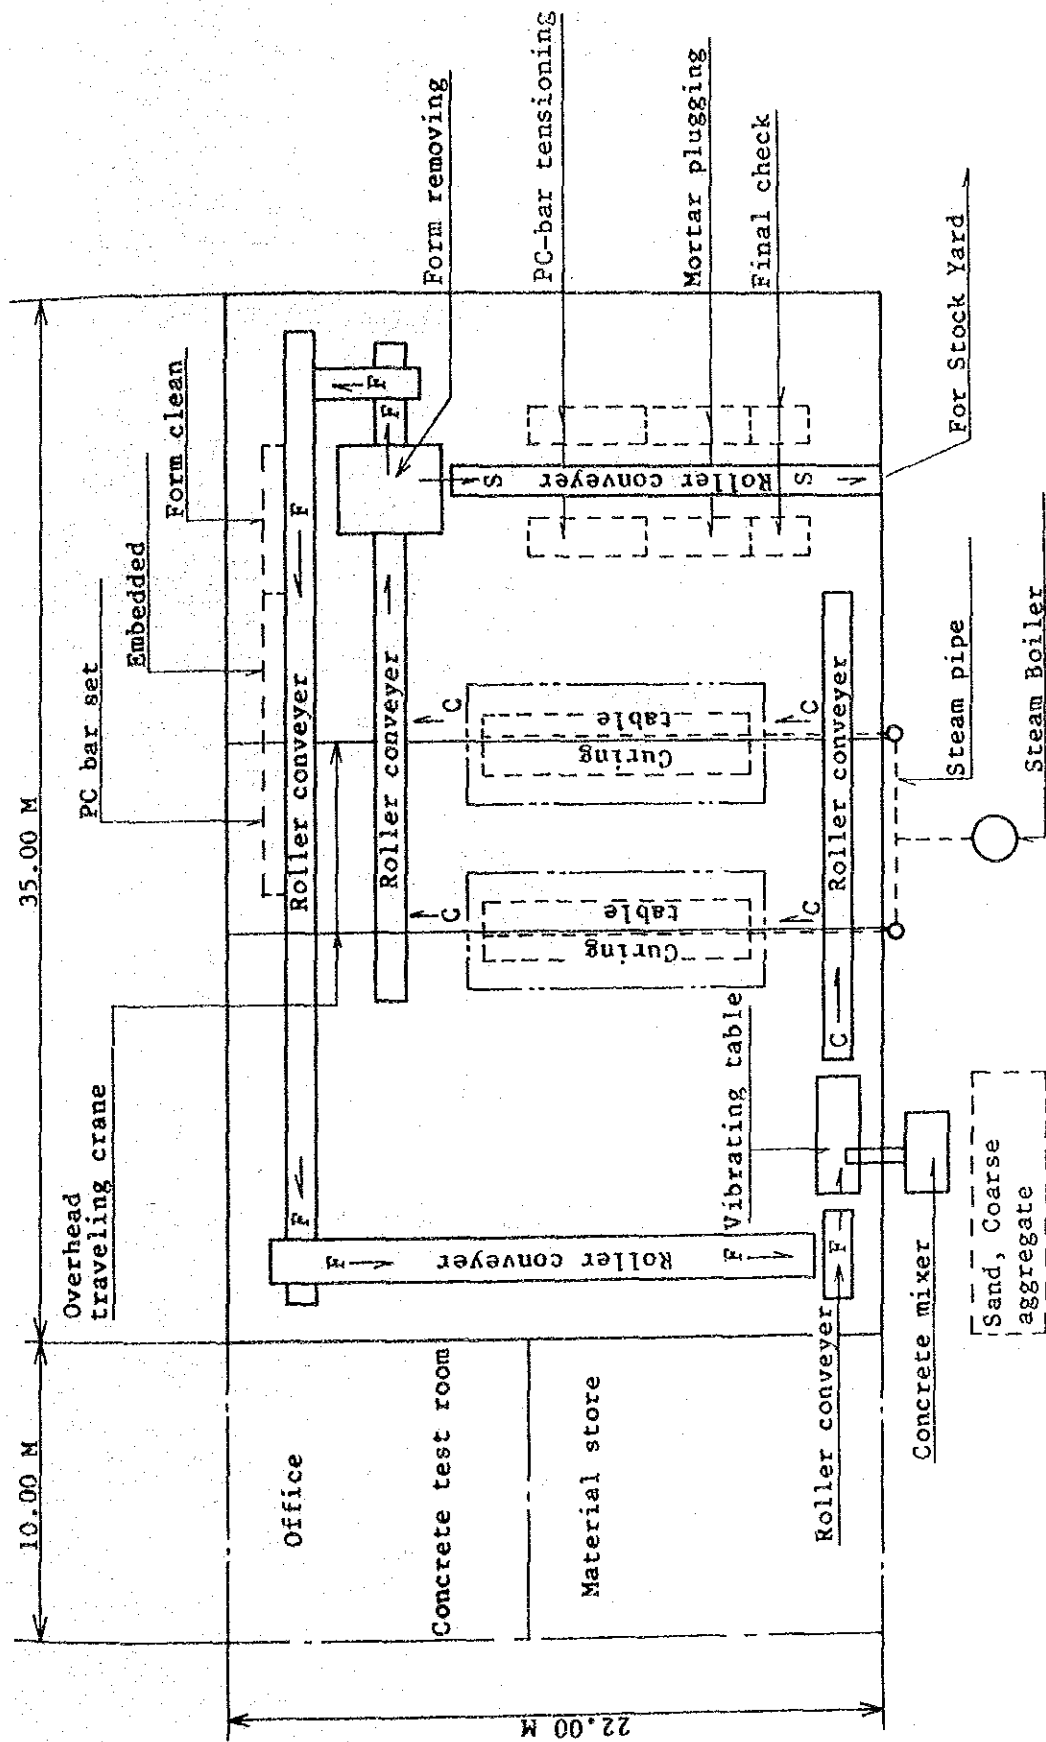 10.00 M
35.00 M
22.00 M
Overhead
traveling crane
PC bar set
Embedded
Form clean
Form removing
PC-bar tensioning
Mortar plugging
Final check
For Stock Yard
Office
Concrete test room
Material store
F
Roller conveyer
F
F
F
Roller conveyer
F
F
Roller conveyer
F
F
C
C
Curing
table
Curing
table
C
C
S
Roller conveyer
S
Vibrating table
C
Roller conveyer
Roller conveyer
Concrete mixer
Sand, Coarse
aggregate
Steam pipe
Steam Boiler